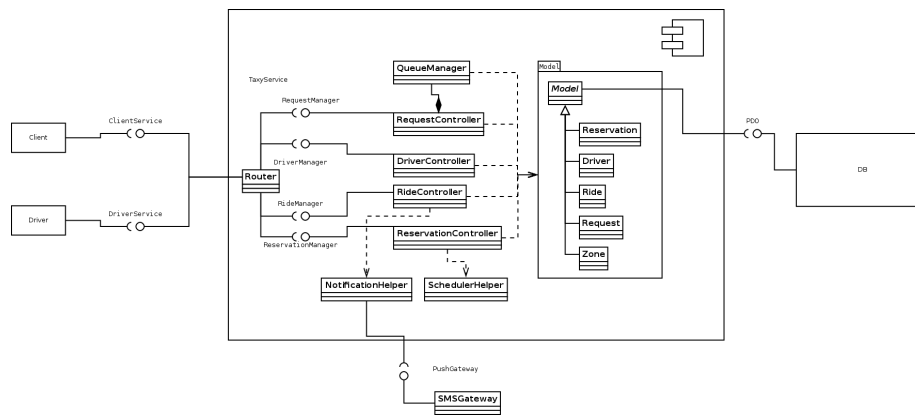 QueueManager
Model
TaxyService
Model
RequestManager
RequestController
ClientService
PDO
Reservation
Client
DriverManager
DriverController
Driver
DB
Router
RideController
Ride
RideManager
DriverService
Driver
Request
ReservationController
ReservationManager
Zone
NotificationHelper
SchedulerHelper
PushGateway
SMSGateway